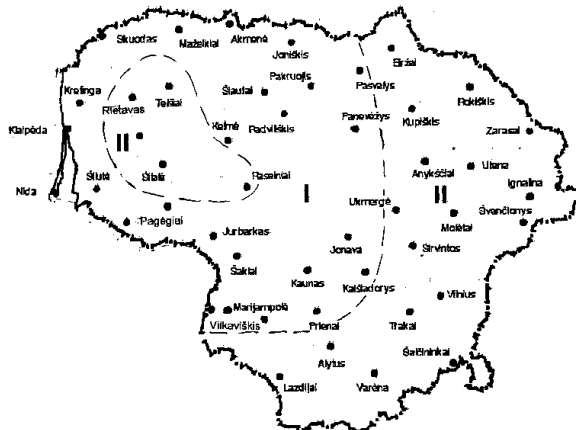 Skuodas
Mažeikiai
Akmenė
Joniškis
Biržai
Pasvalys
Pakruojis
Šiauliai
Rokiškis
Kretinga
Rietavas
Telšiai
Radviliškis
Panevėžys
Kupiškis
Zarasai
Klaipėda
II
Kelmė
Anykščiai
Utena
Ignalina
Nida
Šilutė
Šilalė
Raseiniai
I
Ukmergė
II
Molėtai
Švenčionys
Pagėgiai
Jurbarkas
Jonava
Širvintos
Šakiai
Kaunas
Kaišiadorys
Vilnius
Marijampolė
Vilkaviškis
Prienai
Trakai
Alytus
Šalčininkai
Lazdijai
Varėna